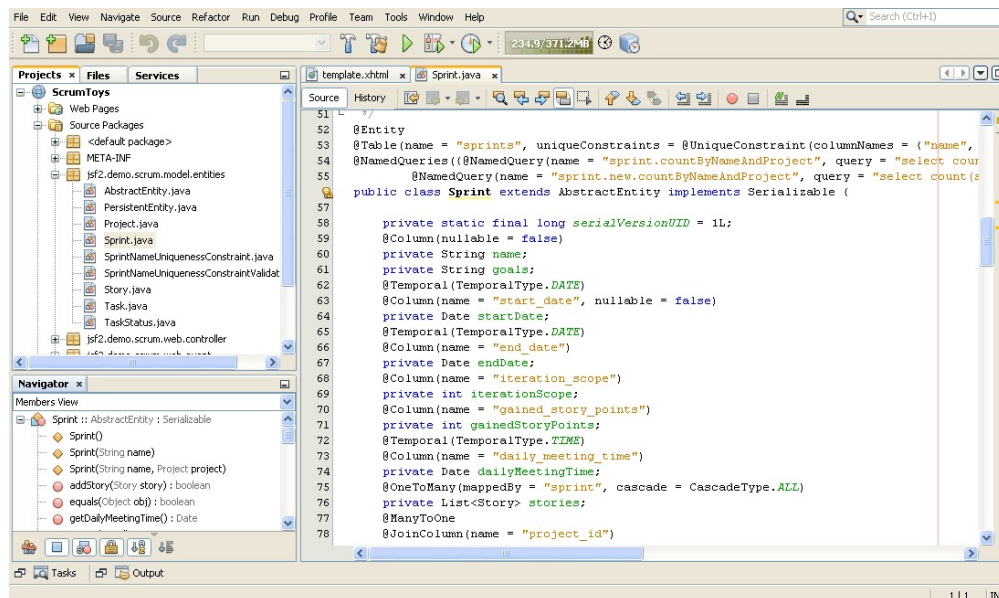 File Edit View Navigate Source Refactor Run Debug Profile Team Tools Window Help
Search (Ctrl+I)
234.9/371.2MB
Projects Files Services
ScrumToys
Web Pages
Source Packages
<default package>
META-INF
jsf2.demo.scrum.model.entities
AbstractEntity.java
PersistentEntity.java
Project.java
Sprint.java
SprintNameUniquenessConstraint.java
SprintNameUniquenessConstraintValidat
Story.java
Task.java
TaskStatus.java
jsf2.demo.scrum.web.controller
Navigator
Members View
Sprint :: AbstractEntity : Serializable
Sprint()
Sprint(String name)
Sprint(String name, Project project)
addStory(Story story) : boolean
equals(Object obj) : boolean
getDailyMeetingTime() : Date
template.xhtml Sprint.java
Source History
51 */
52 @Entity
53 @Table(name = "sprints", uniqueConstraints = @UniqueConstraint(columnNames = {"name",
54 @NamedQueries({@NamedQuery(name = "sprint.countByNameAndProject", query = "select coun
55 @NamedQuery(name = "sprint.new.countByNameAndProject", query = "select count(s
public class Sprint extends AbstractEntity implements Serializable {
57
58 private static final long serialVersionUID = 1L;
59 @Column(nullable = false)
60 private String name;
61 private String goals;
62 @Temporal(TemporalType.DATE)
63 @Column(name = "start_date", nullable = false)
64 private Date startDate;
65 @Temporal(TemporalType.DATE)
66 @Column(name = "end_date")
67 private Date endDate;
68 @Column(name = "iteration_scope")
69 private int iterationScope;
70 @Column(name = "gained_story_points")
71 private int gainedStoryPoints;
72 @Temporal(TemporalType.TIME)
73 @Column(name = "daily_meeting_time")
74 private Date dailyMeetingTime;
75 @OneToMany(mappedBy = "sprint", cascade = CascadeType.ALL)
76 private List<Story> stories;
77 @ManyToOne
78 @JoinColumn(name = "project_id")
Tasks Output
1|1 IN